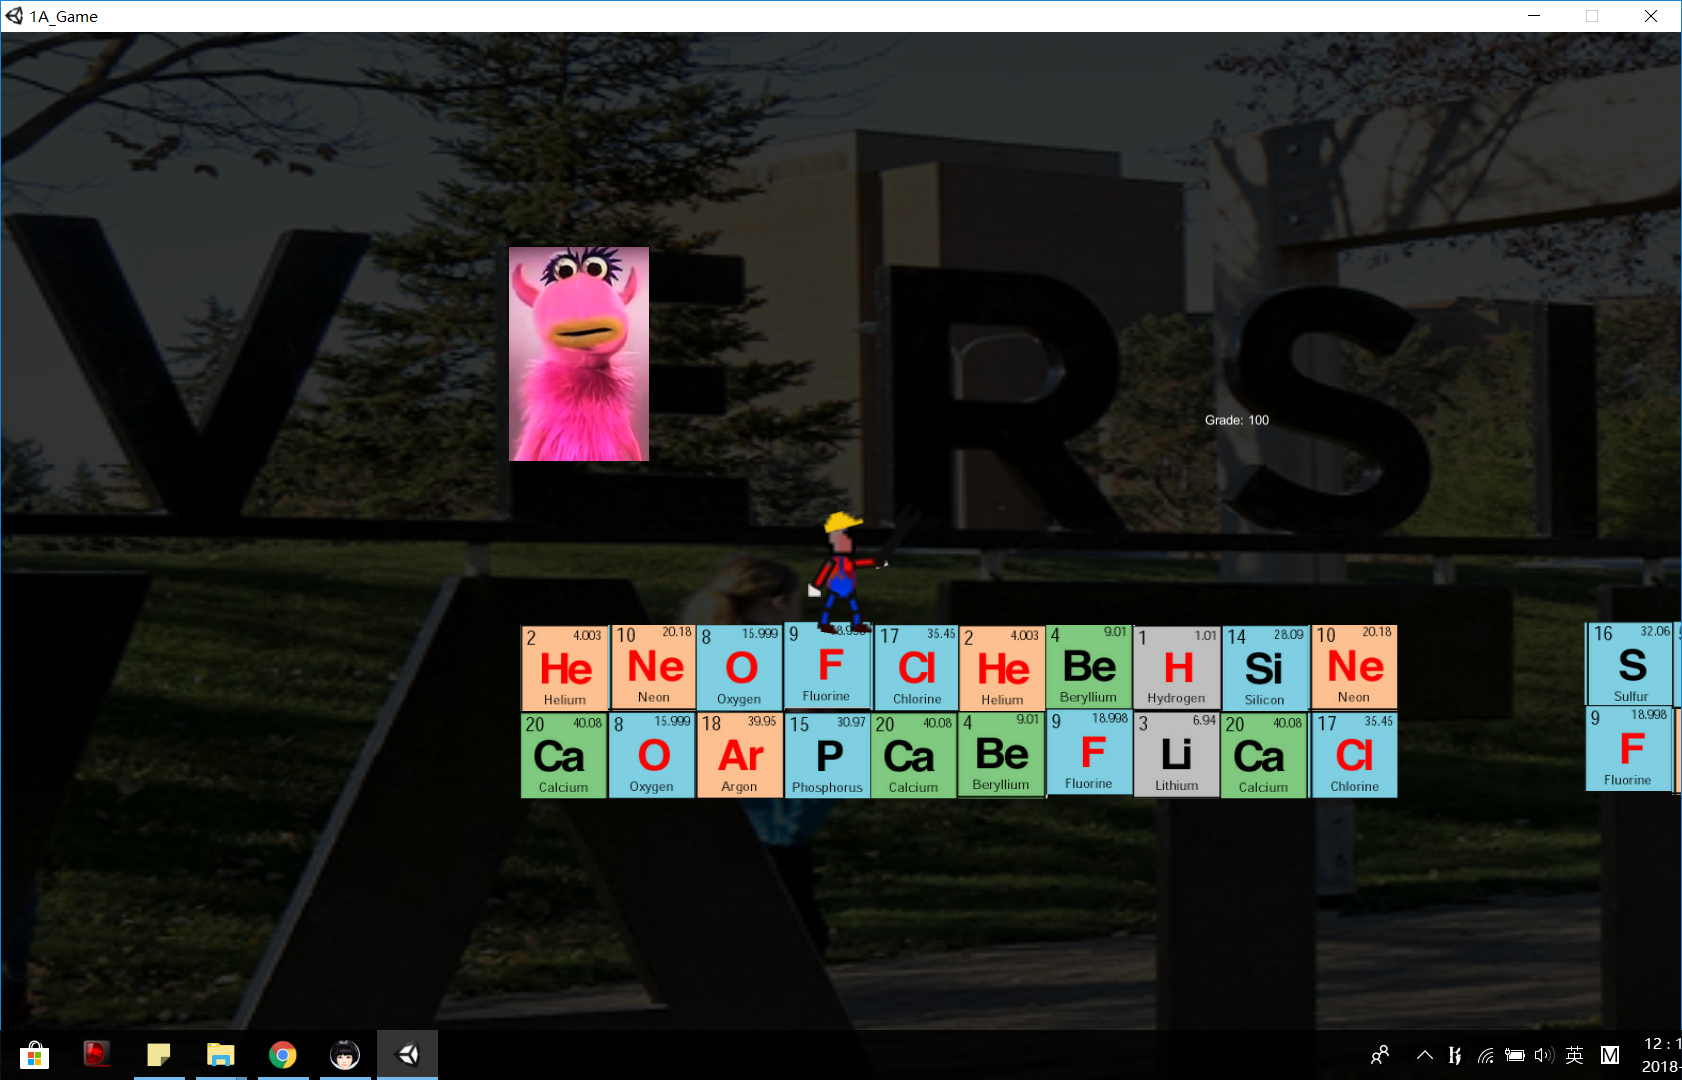 1A_Game
VERSI
Grade: 100
2 4.003 10 20.18 8 15.999 9 17 35.45 2 4.003 4 9.01 1 1.01 14 28.09 10 20.18 16 32.06
He Ne O F Cl He Be H Si Ne S
Helium Neon Oxygen Fluorine Chlorine Helium Beryllium Hydrogen Silicon Neon Sulfur
20 40.08 8 15.999 18 39.95 15 30.97 20 40.08 4 9.01 9 18.998 3 6.94 20 40.08 17 35.45 9 18.998
Ca O Ar P Ca Be F Li Ca Cl F
Calcium Oxygen Argon Phosphorus Calcium Beryllium Fluorine Lithium Calcium Chlorine Fluorine
英 M
12:1
2018-